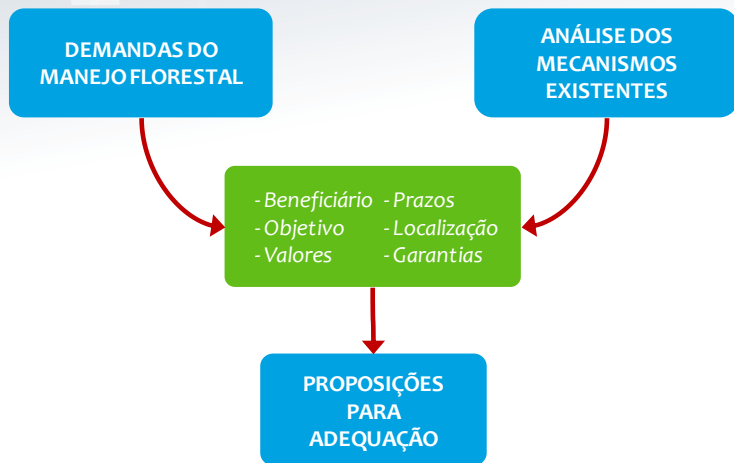 DEMANDAS DO
MANEJO FLORESTAL
ANÁLISE DOS
MECANISMOS
EXISTENTES
- Beneficiário - Prazos
- Objetivo - Localização
- Valores - Garantias
PROPOSIÇÕES
PARA
ADEQUAÇÃO